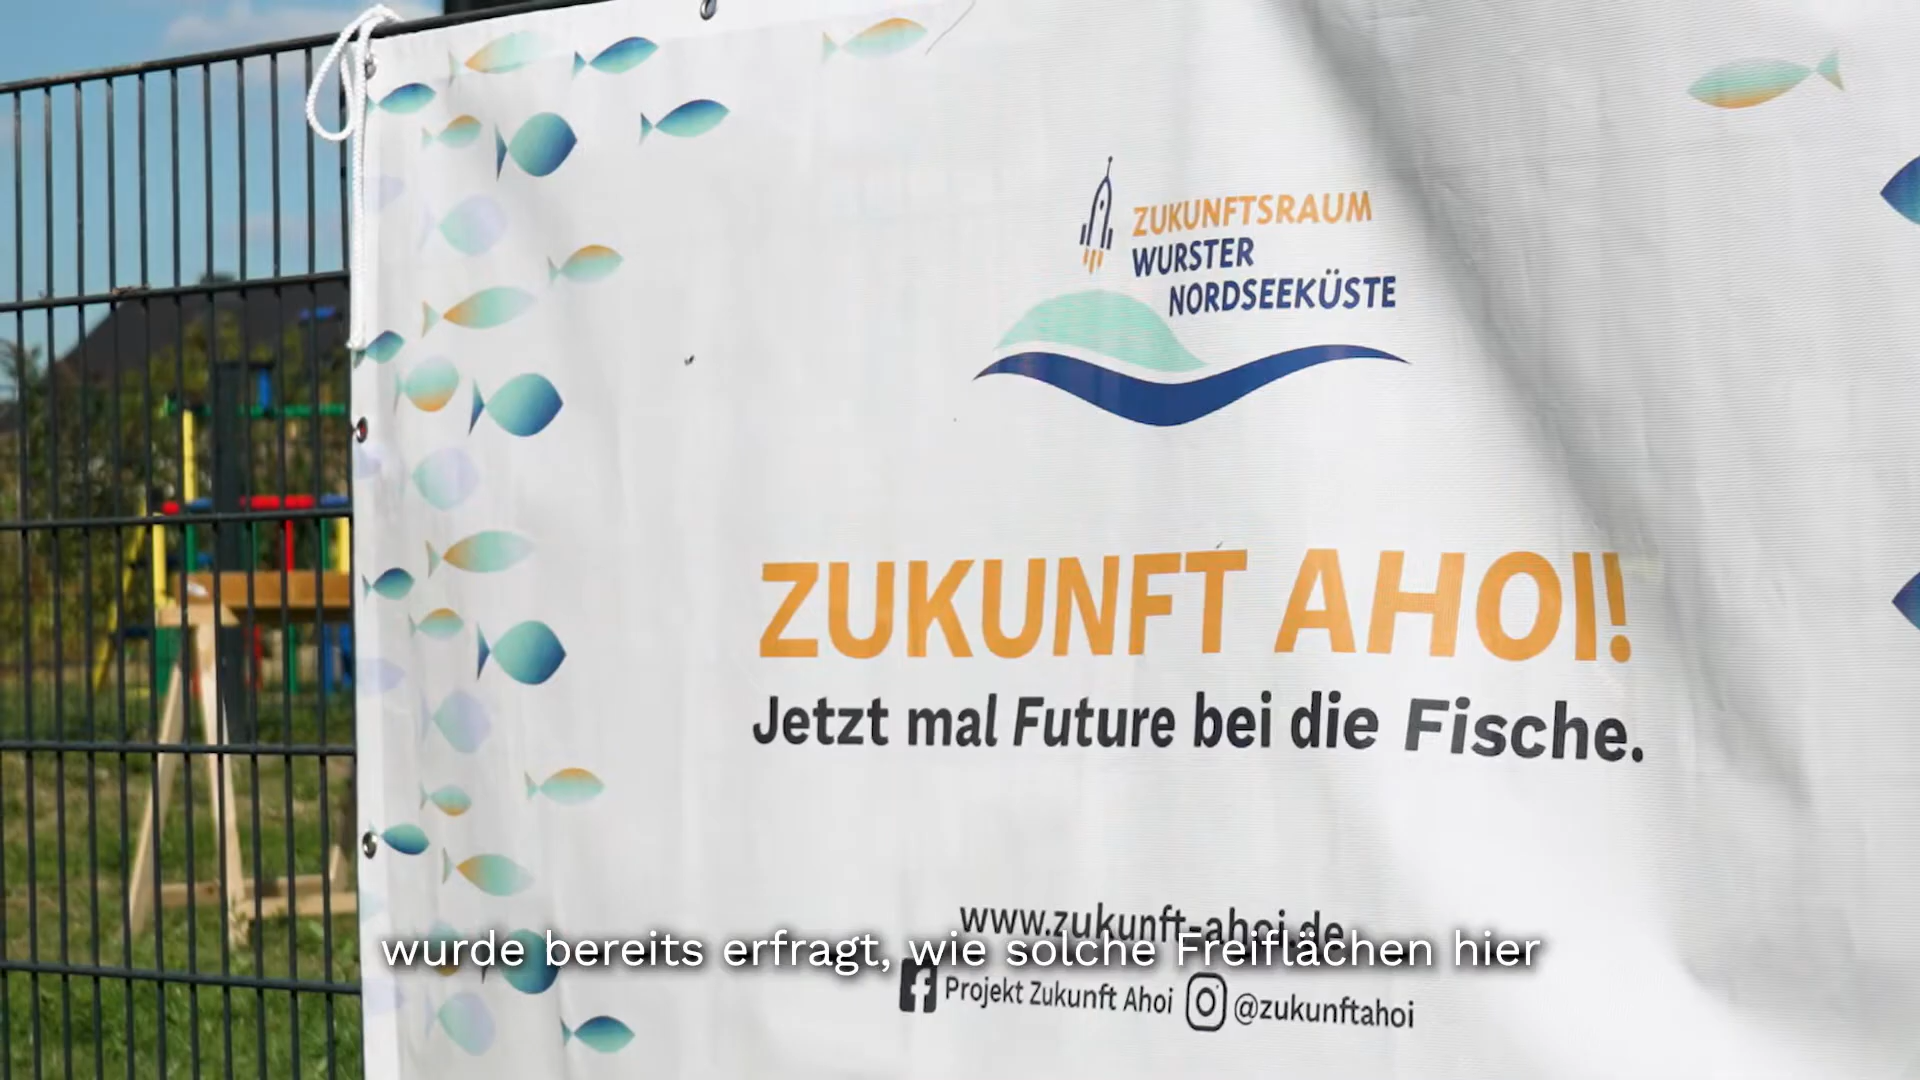 ZUKUNFTSRAUM
WURSTER
NORDSEEKÜSTE
ZUKUNFT AHOI!
Jetzt mal Future bei die Fische.
www.zukunft-ahoi.de
wurde bereits erfragt, wie solche Freiflächen hier
Projekt Zukunft Ahoi @zukunftahoi